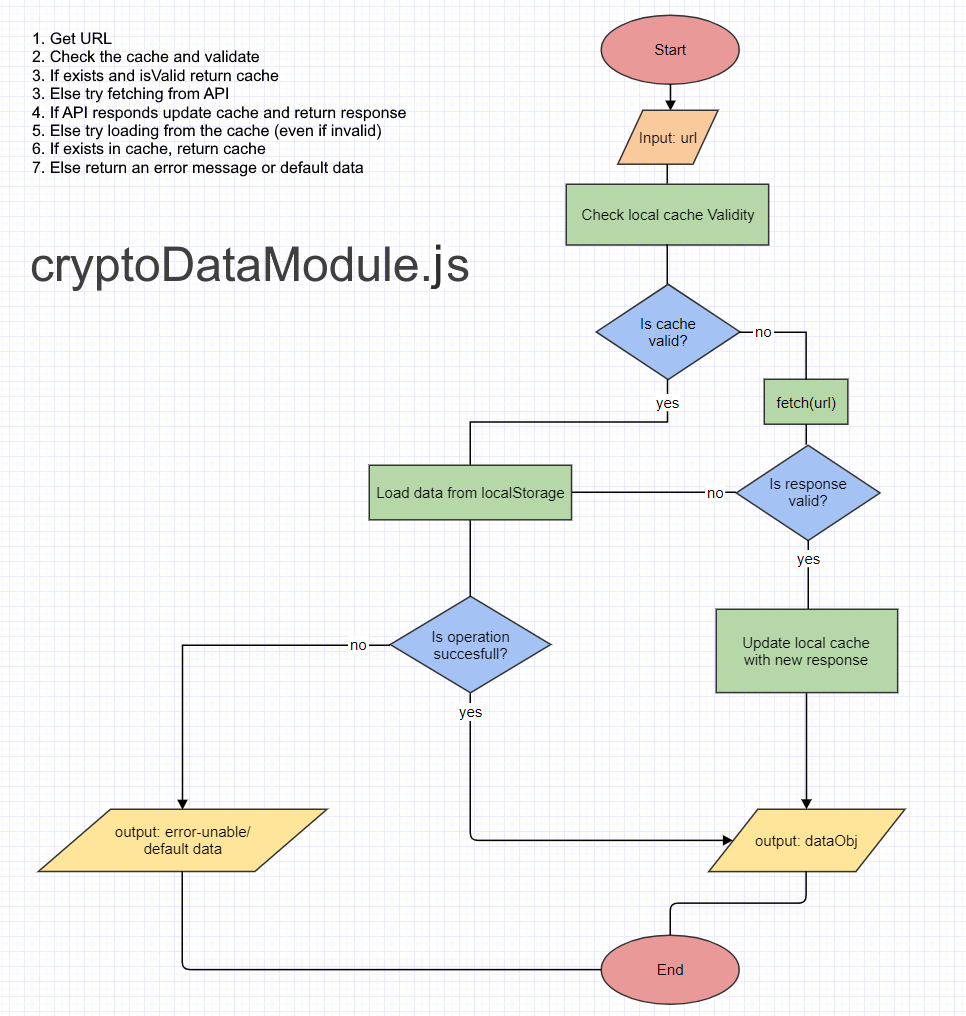 1. Get URL
2. Check the cache and validate
3. If exists and isValid return cache
3. Else try fetching from API
4. If API responds update cache and return response
5. Else try loading from the cache (even if invalid)
6. If exists in cache, return cache
7. Else return an error message or default data
cryptoDataModule.js
Start
Input: url
Check local cache Validity
Is cache
valid?
no
yes
fetch(url)
Load data from localStorage
no
Is response
valid?
yes
Is operation
succesfull?
no
yes
Update local cache
with new response
output: error-unable/
default data
output: dataObj
End